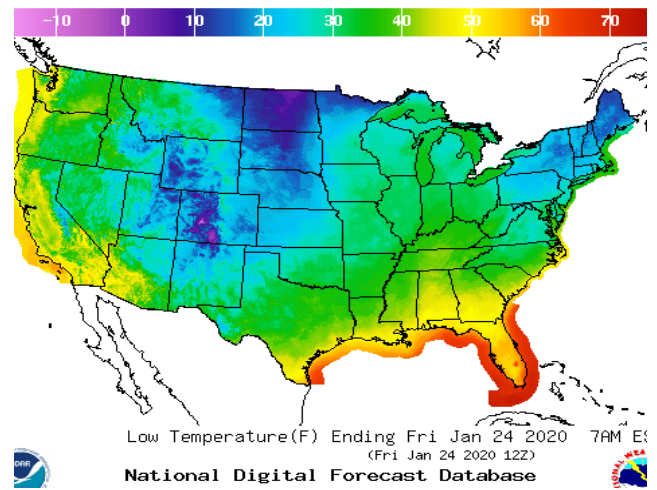 -10 0 10 20 30 40 50 60 70
Low Temperature(F) Ending Fri Jan 24 2020 7AM ES
(Fri Jan 24 2020 12Z)
National Digital Forecast Database